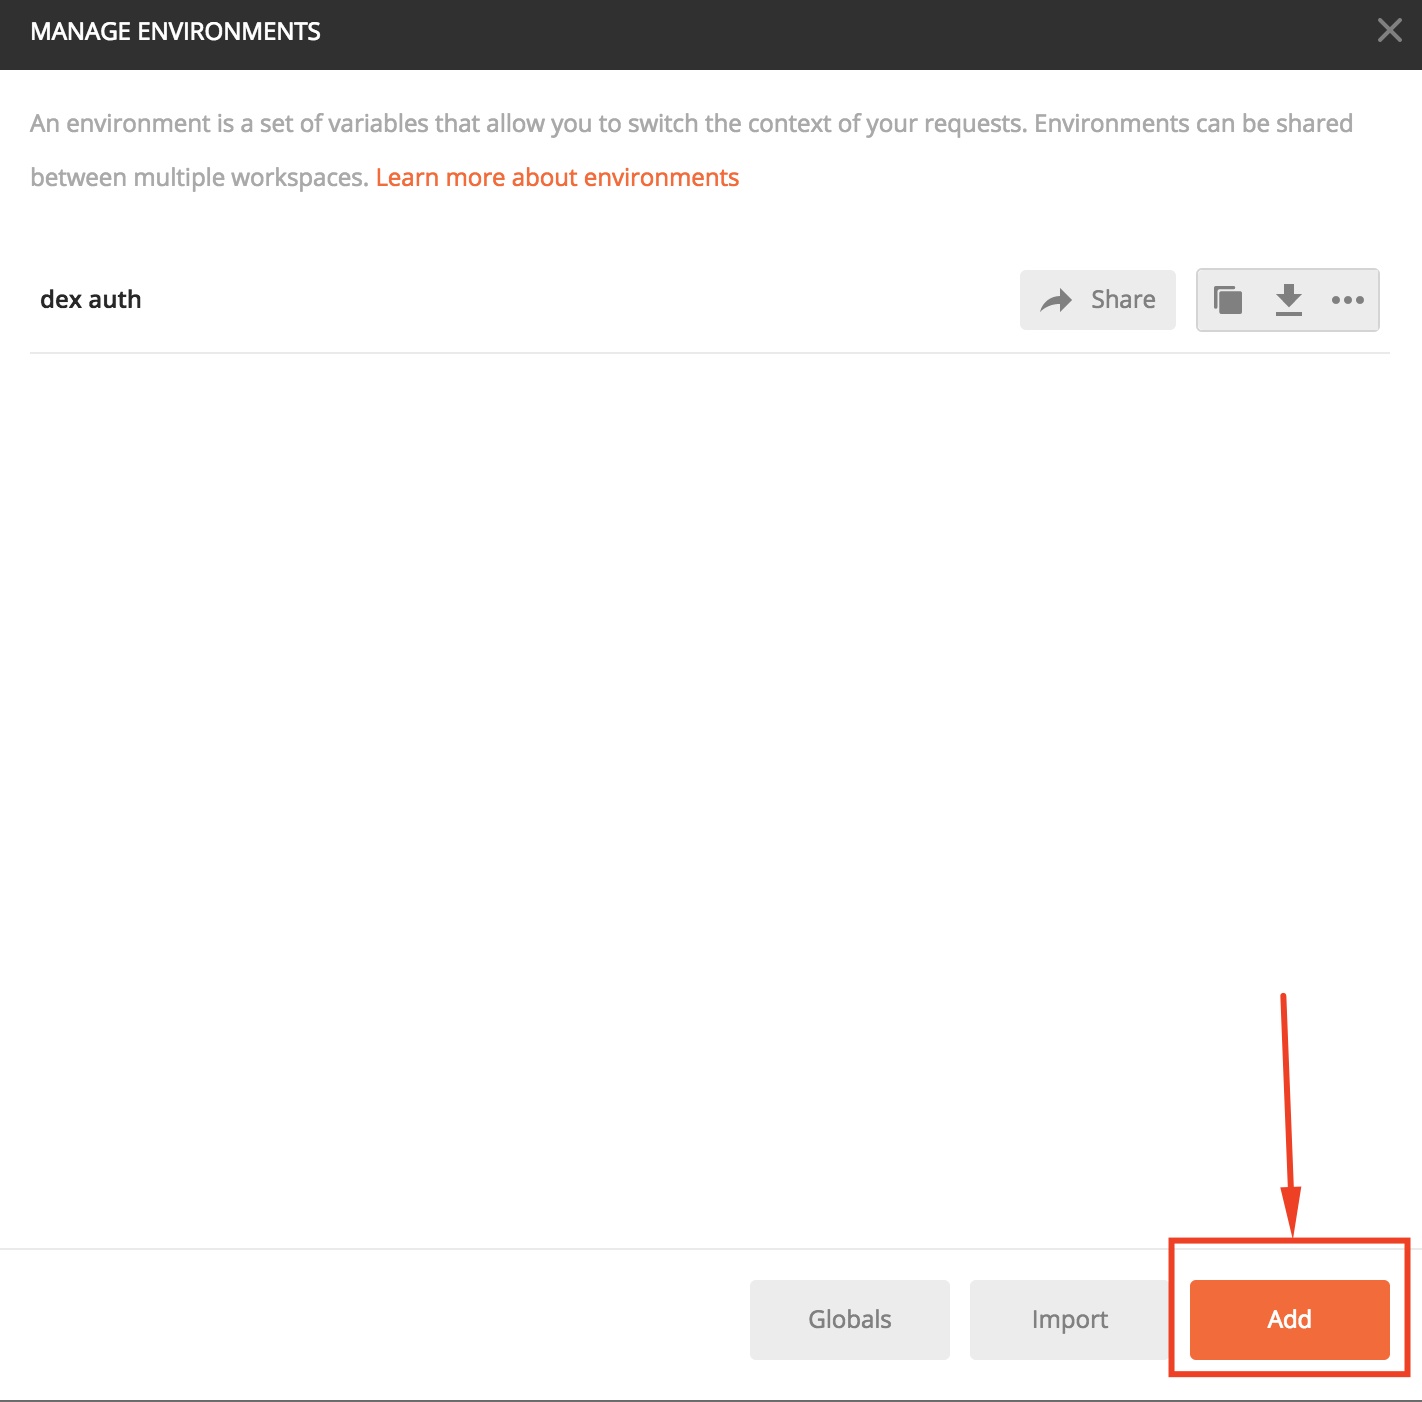 MANAGE ENVIRONMENTS
An environment is a set of variables that allow you to switch the context of your requests. Environments can be shared
between multiple workspaces. Learn more about environments
dex auth
Share
Globals
Import
Add